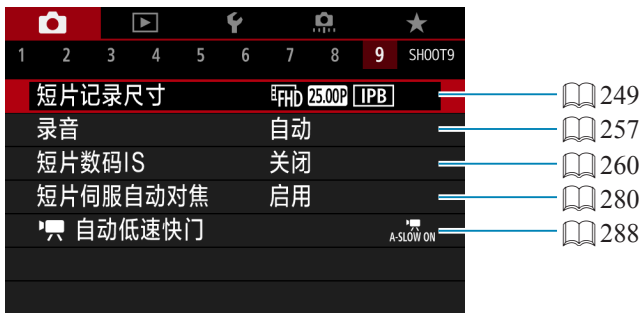 1 2 3 4 5 6 7 8 9 SHOOT9
短片记录尺寸 EFHD 25.00P IPB 249
录音 自动 257
短片数码IS 关闭 260
短片伺服自动对焦 启用 280
自动低速快门 A-SLOW ON 288